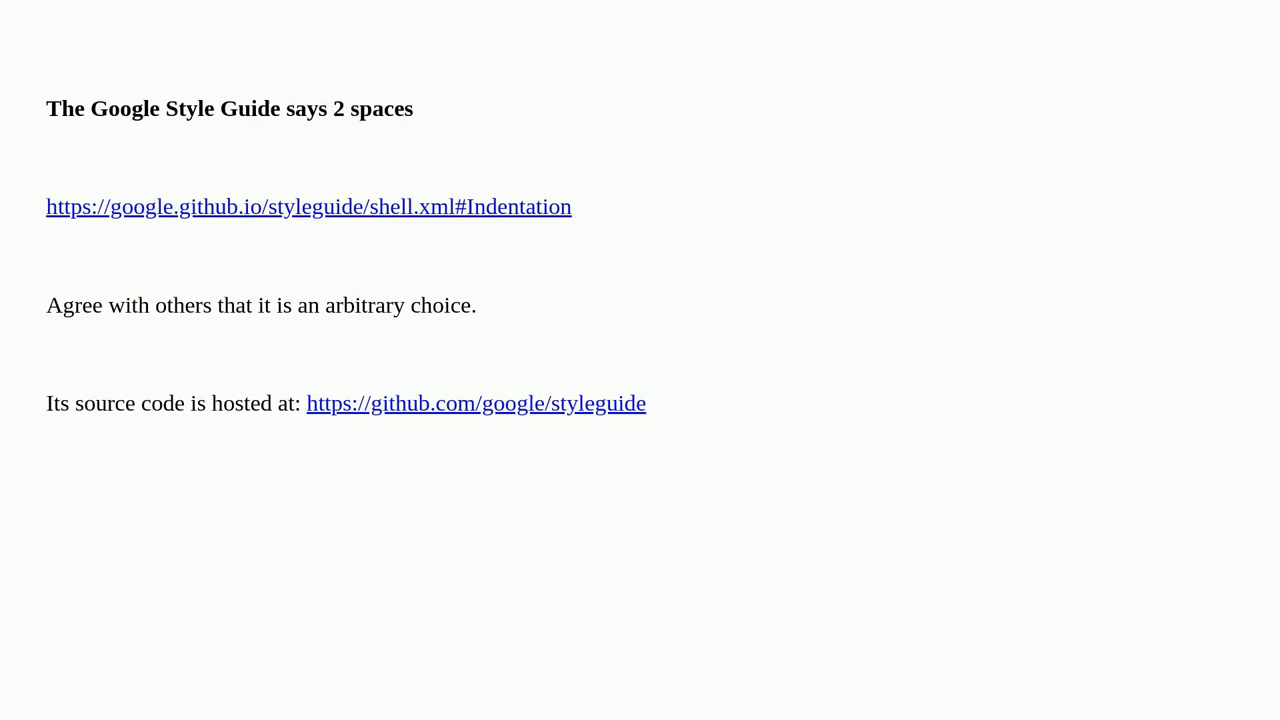 The Google Style Guide says 2 spaces
https://google.github.io/styleguide/shell.xml#Indentation
Agree with others that it is an arbitrary choice.
Its source code is hosted at: https://github.com/google/styleguide